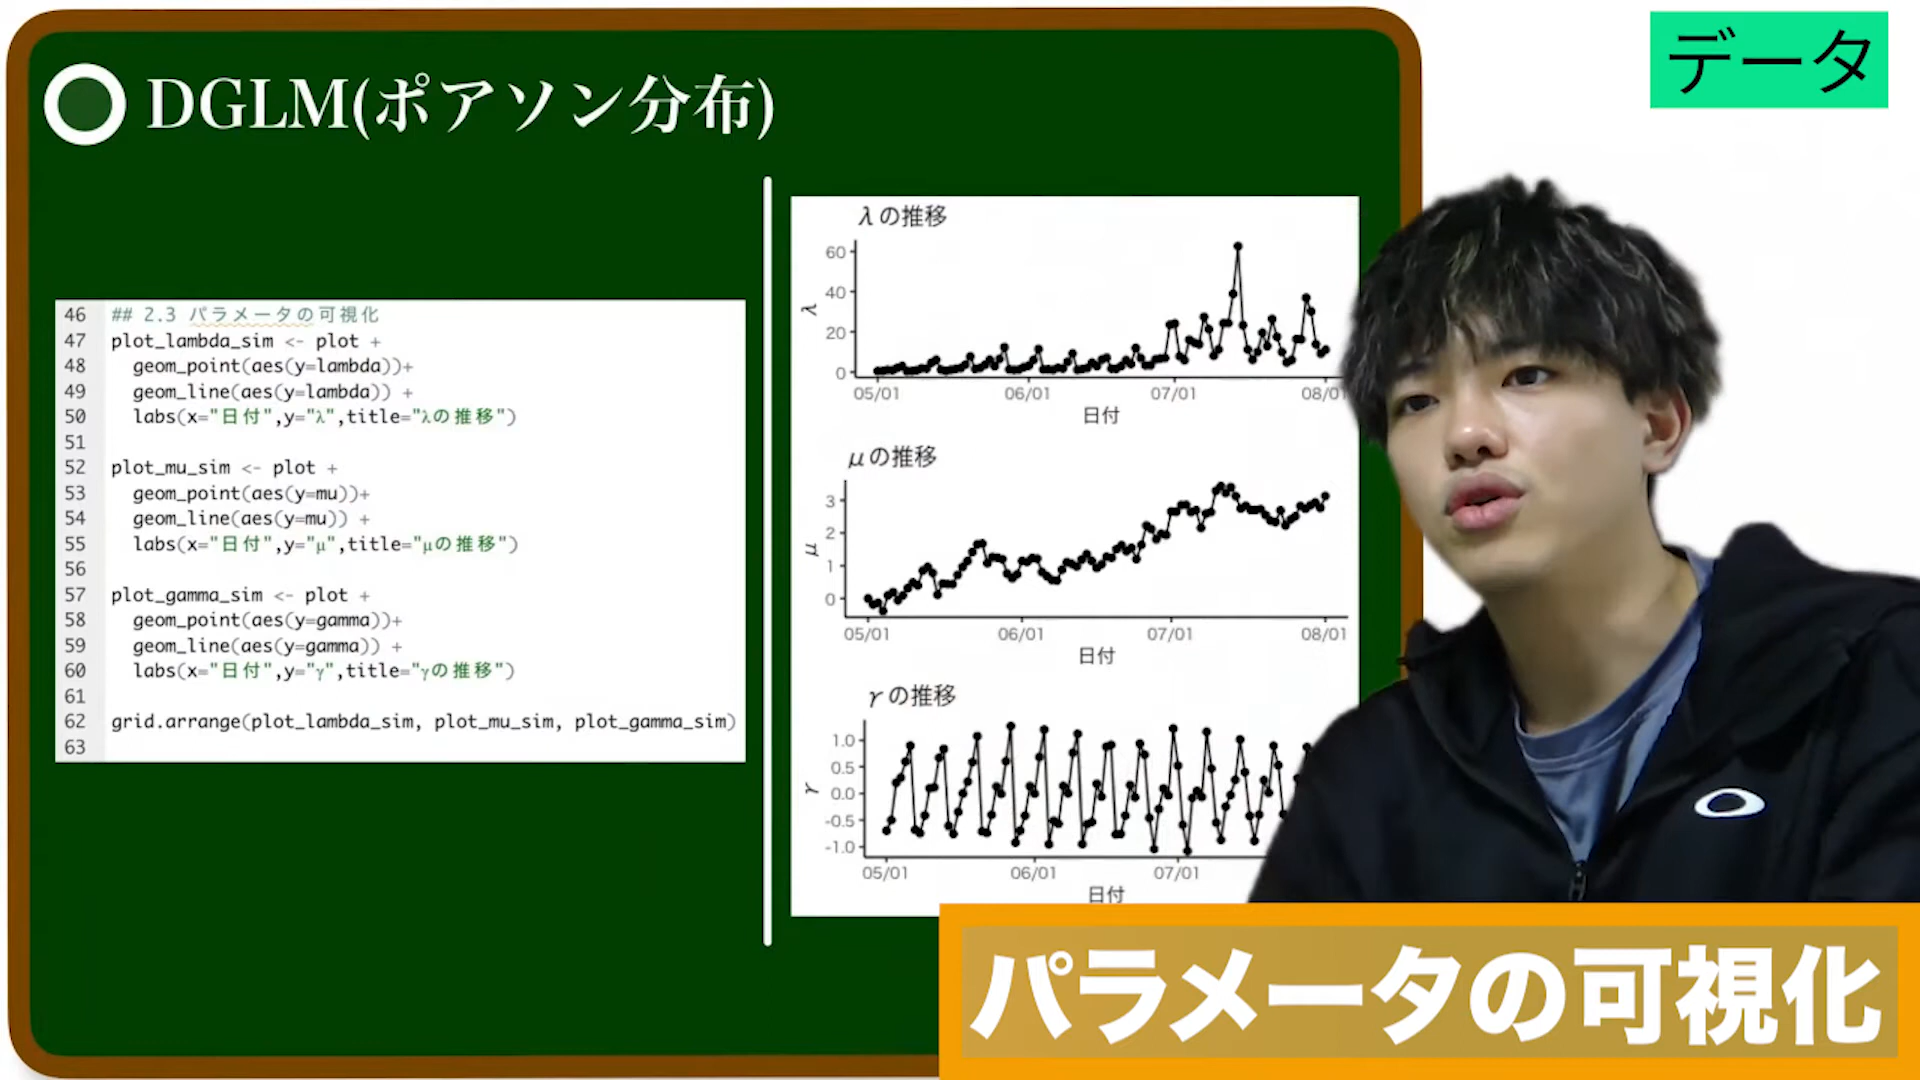 データ
DGLM(ポアソン分布)
46 ## 2.3 パラメータの可視化
47 plot_lambda_sim <- plot +
48 geom_point(aes(y=lambda))+
49 geom_line(aes(y=lambda)) +
50 labs(x="日付",y="λ",title="λの推移")
51
52 plot_mu_sim <- plot +
53 geom_point(aes(y=mu))+
54 geom_line(aes(y=mu)) +
55 labs(x="日付",y="μ",title="μの推移")
56
57 plot_gamma_sim <- plot +
58 geom_point(aes(y=gamma))+
59 geom_line(aes(y=gamma)) +
60 labs(x="日付",y="γ",title="γの推移")
61
62 grid.arrange(plot_lambda_sim, plot_mu_sim, plot_gamma_sim)
63
λの推移
λ
60
40
20
0
05/01 06/01 07/01 08/01
日付
μの推移
μ
3
2
1
0
05/01 06/01 07/01 08/01
日付
γの推移
γ
1.0
0.5
0.0
-0.5
-1.0
05/01 06/01 07/01
日付
パラメータの可視化